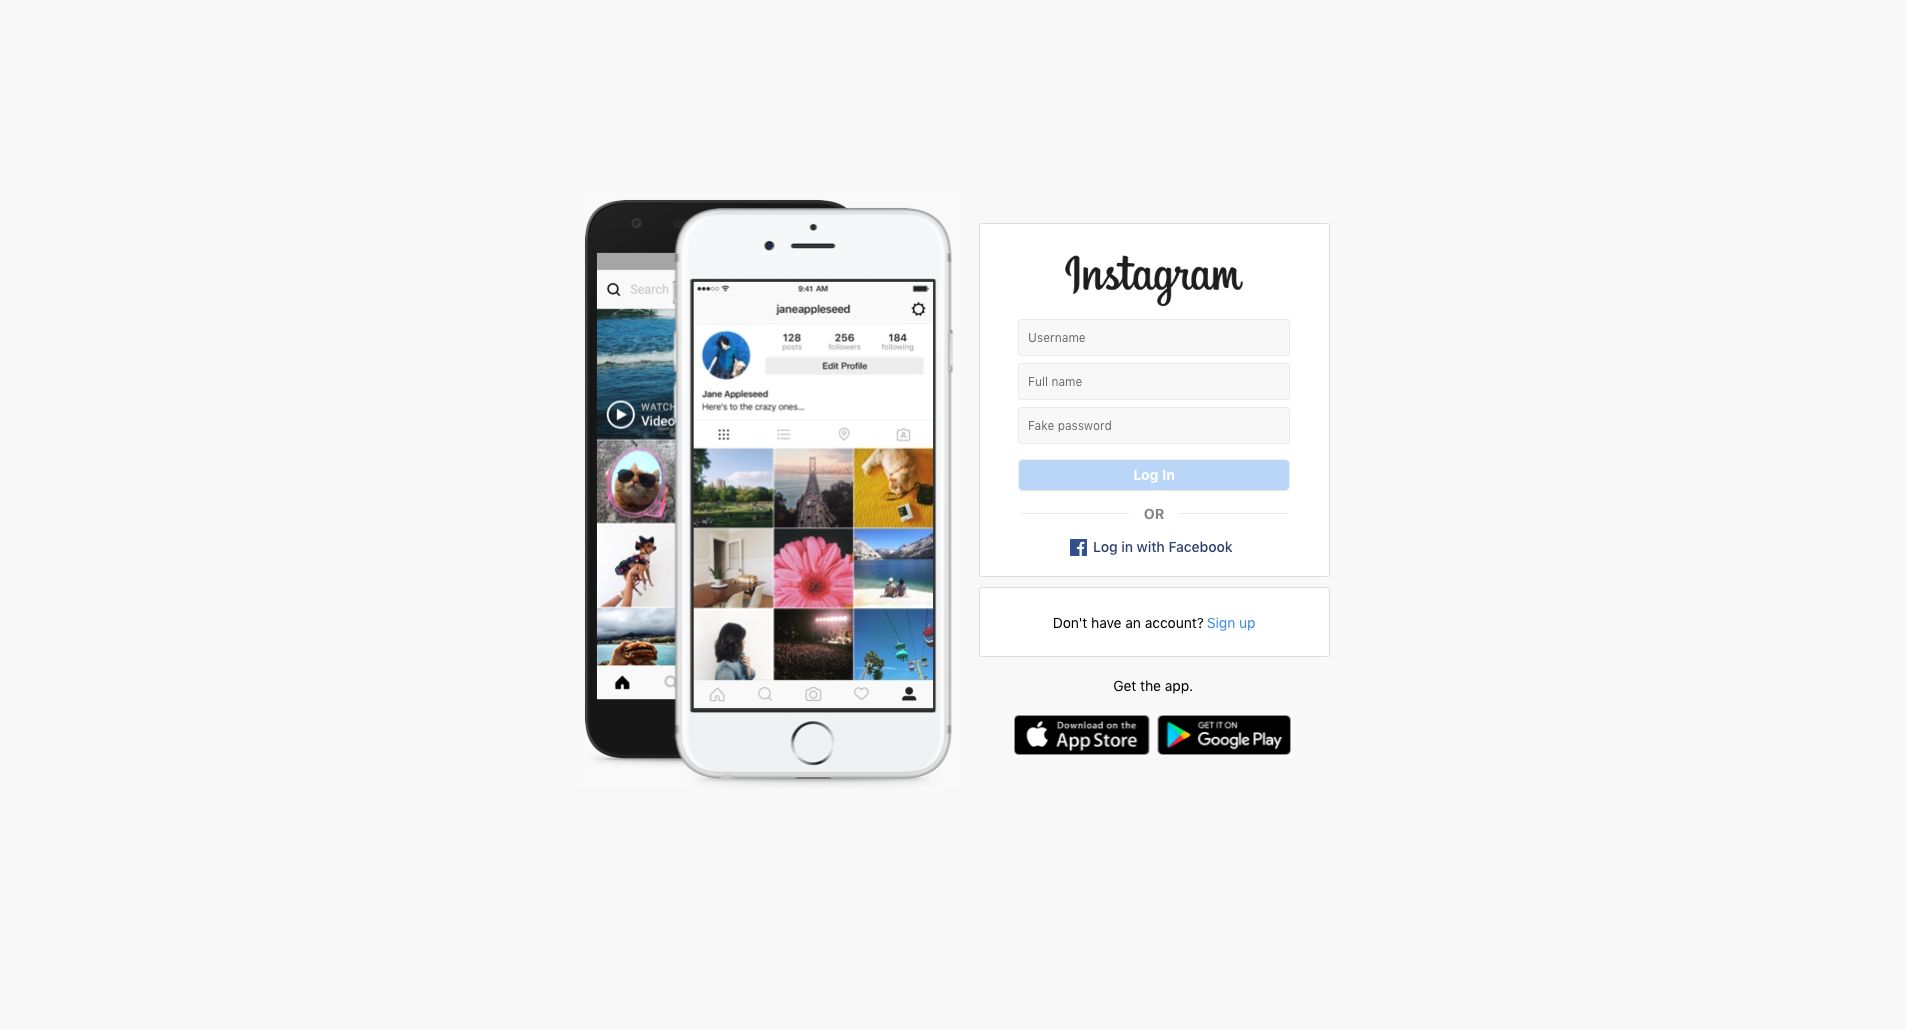 Search
WATCH
Video
9:41 AM
janeappleseed
128 256 184
posts followers following
Edit Profile
Jane Appleseed
Here's to the crazy ones...
Instagram
Username
Full name
Fake password
Log In
OR
Log in with Facebook
Don't have an account? Sign up
Get the app.
Download on the
App Store
GET IT ON
Google Play